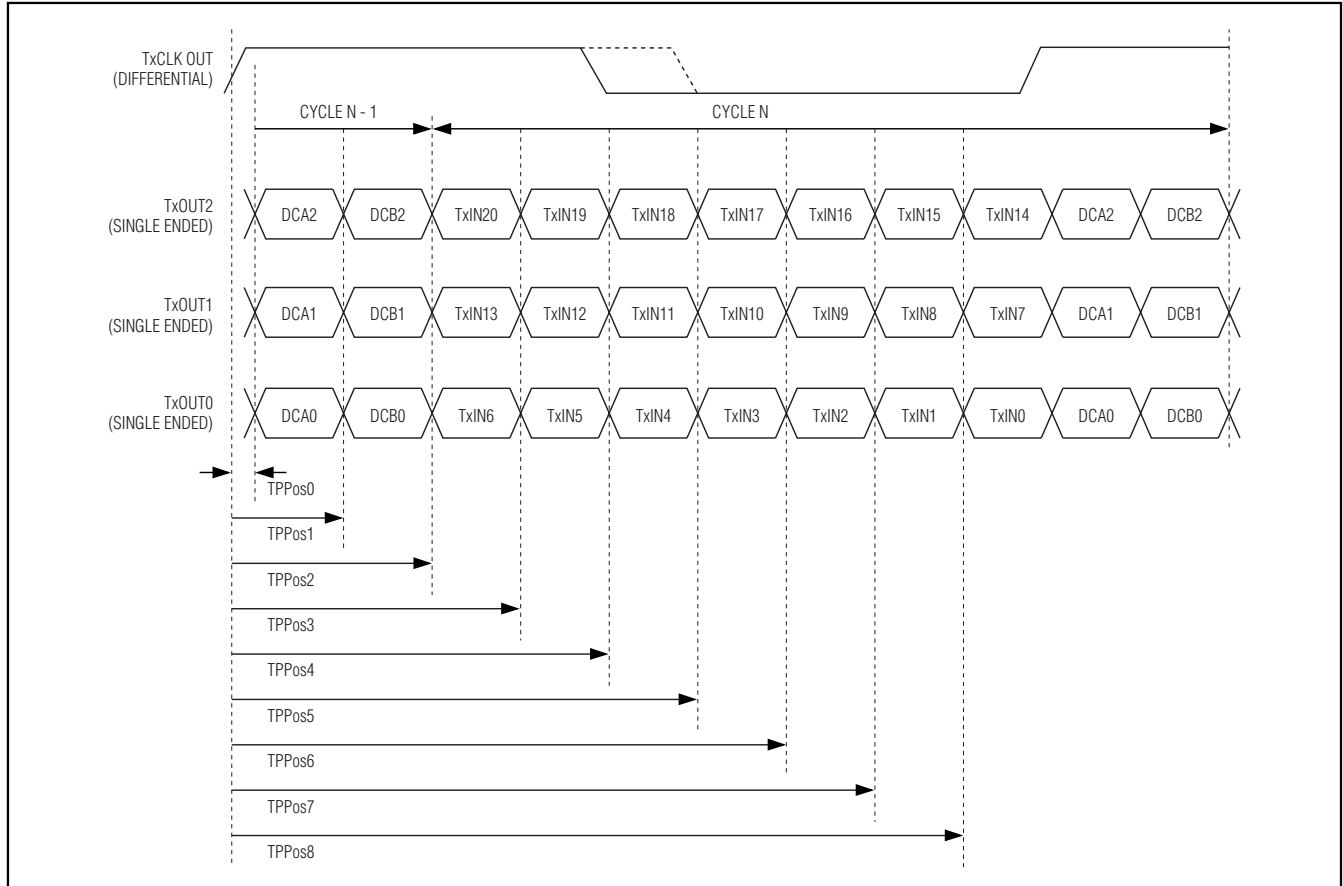 TxCLK OUT
(DIFFERENTIAL)
CYCLE N - 1
CYCLE N
TxOUT2
(SINGLE ENDED)
DCA2 DCB2 TxIN20 TxIN19 TxIN18 TxIN17 TxIN16 TxIN15 TxIN14 DCA2 DCB2
TxOUT1
(SINGLE ENDED)
DCA1 DCB1 TxIN13 TxIN12 TxIN11 TxIN10 TxIN9 TxIN8 TxIN7 DCA1 DCB1
TxOUT0
(SINGLE ENDED)
DCA0 DCB0 TxIN6 TxIN5 TxIN4 TxIN3 TxIN2 TxIN1 TxIN0 DCA0 DCB0
TPPos0
TPPos1
TPPos2
TPPos3
TPPos4
TPPos5
TPPos6
TPPos7
TPPos8